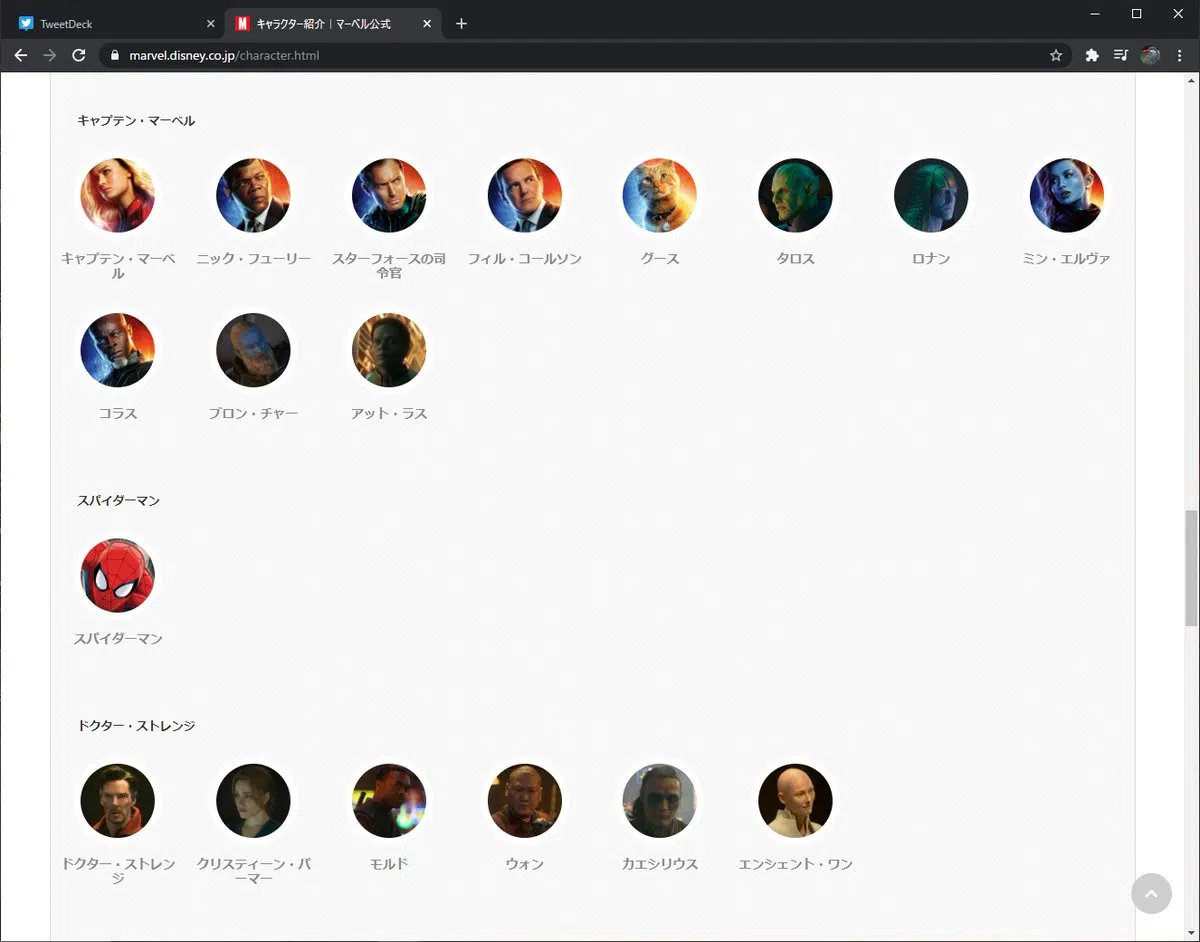 TweetDeck
キャラクター紹介｜マーベル公式
marvel.disney.co.jp/character.html
キャプテン・マーベル
キャプテン・マーベ
ル
ニック・フューリー
スターフォースの司
令官
フィル・コールソン
グース
タロス
ロナン
ミン・エルヴァ
コラス
ブロン・チャー
アット・ラス
スパイダーマン
スパイダーマン
ドクター・ストレンジ
ドクター・ストレン
ジ
クリスティーン・パ
ーマー
モルド
ウォン
カエシリウス
エンシェント・ワン